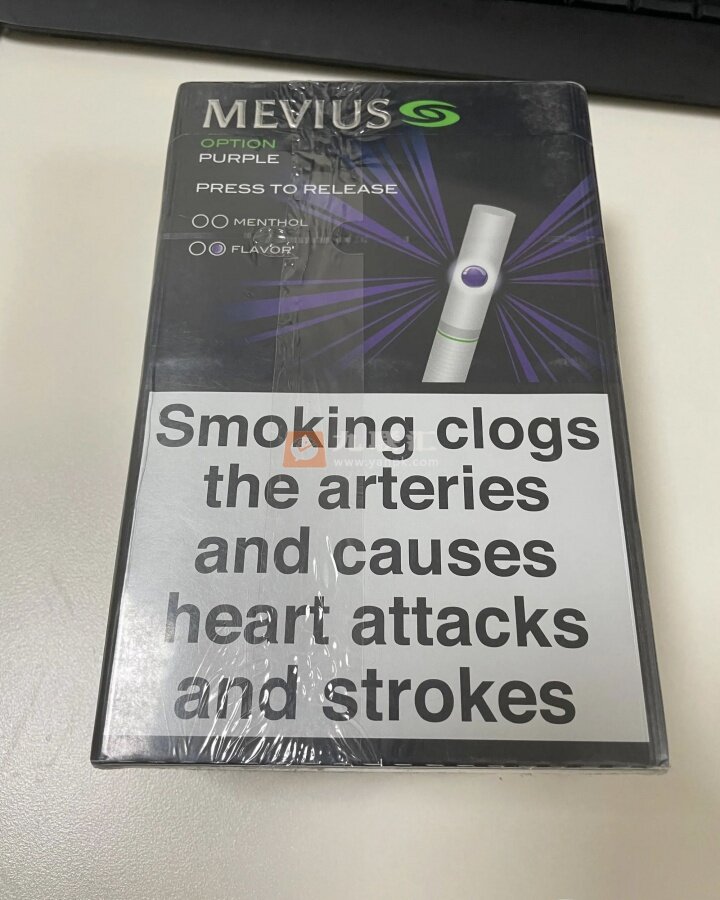 MEVIUS
OPTION
PURPLE
PRESS TO RELEASE
MENTHOL
FLAVOR
Smoking clogs
the arteries
and causes
heart attacks
and strokes